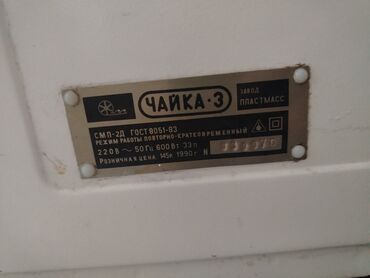 ЧАЙКА·3
ЗАВОД
ПЛАСТМАСС
СМП-2Д ГОСТ 8051-83
РЕЖИМ РАБОТЫ ПОВТОРНО-КРАТКОВРЕМЕННЫЙ
220В ~ 50Гц 600Вт 33л
РОЗНИЧНАЯ ЦЕНА 145р. 1990г N